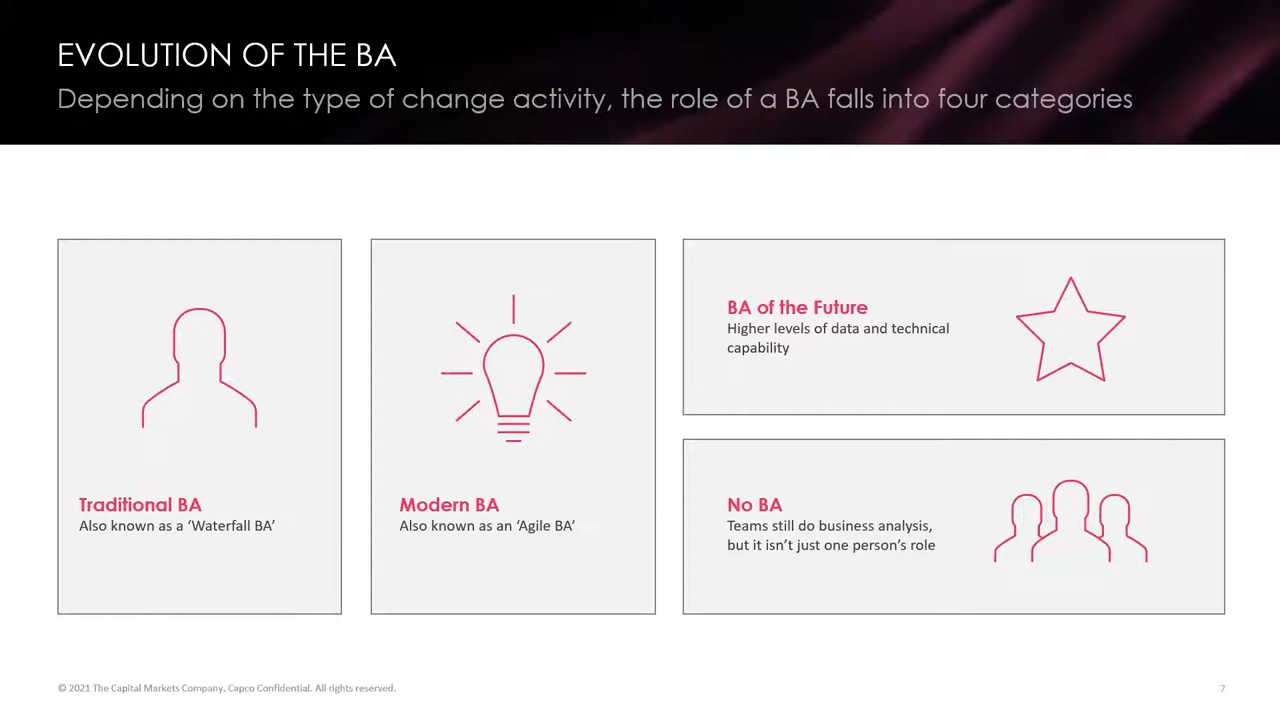 EVOLUTION OF THE BA
Depending on the type of change activity, the role of a BA falls into four categories
Traditional BA
Also known as a ‘Waterfall BA’
Modern BA
Also known as an ‘Agile BA’
BA of the Future
Higher levels of data and technical
capability
No BA
Teams still do business analysis,
but it isn’t just one person’s role
© 2021 The Capital Markets Company. Capco Confidential. All rights reserved.
7